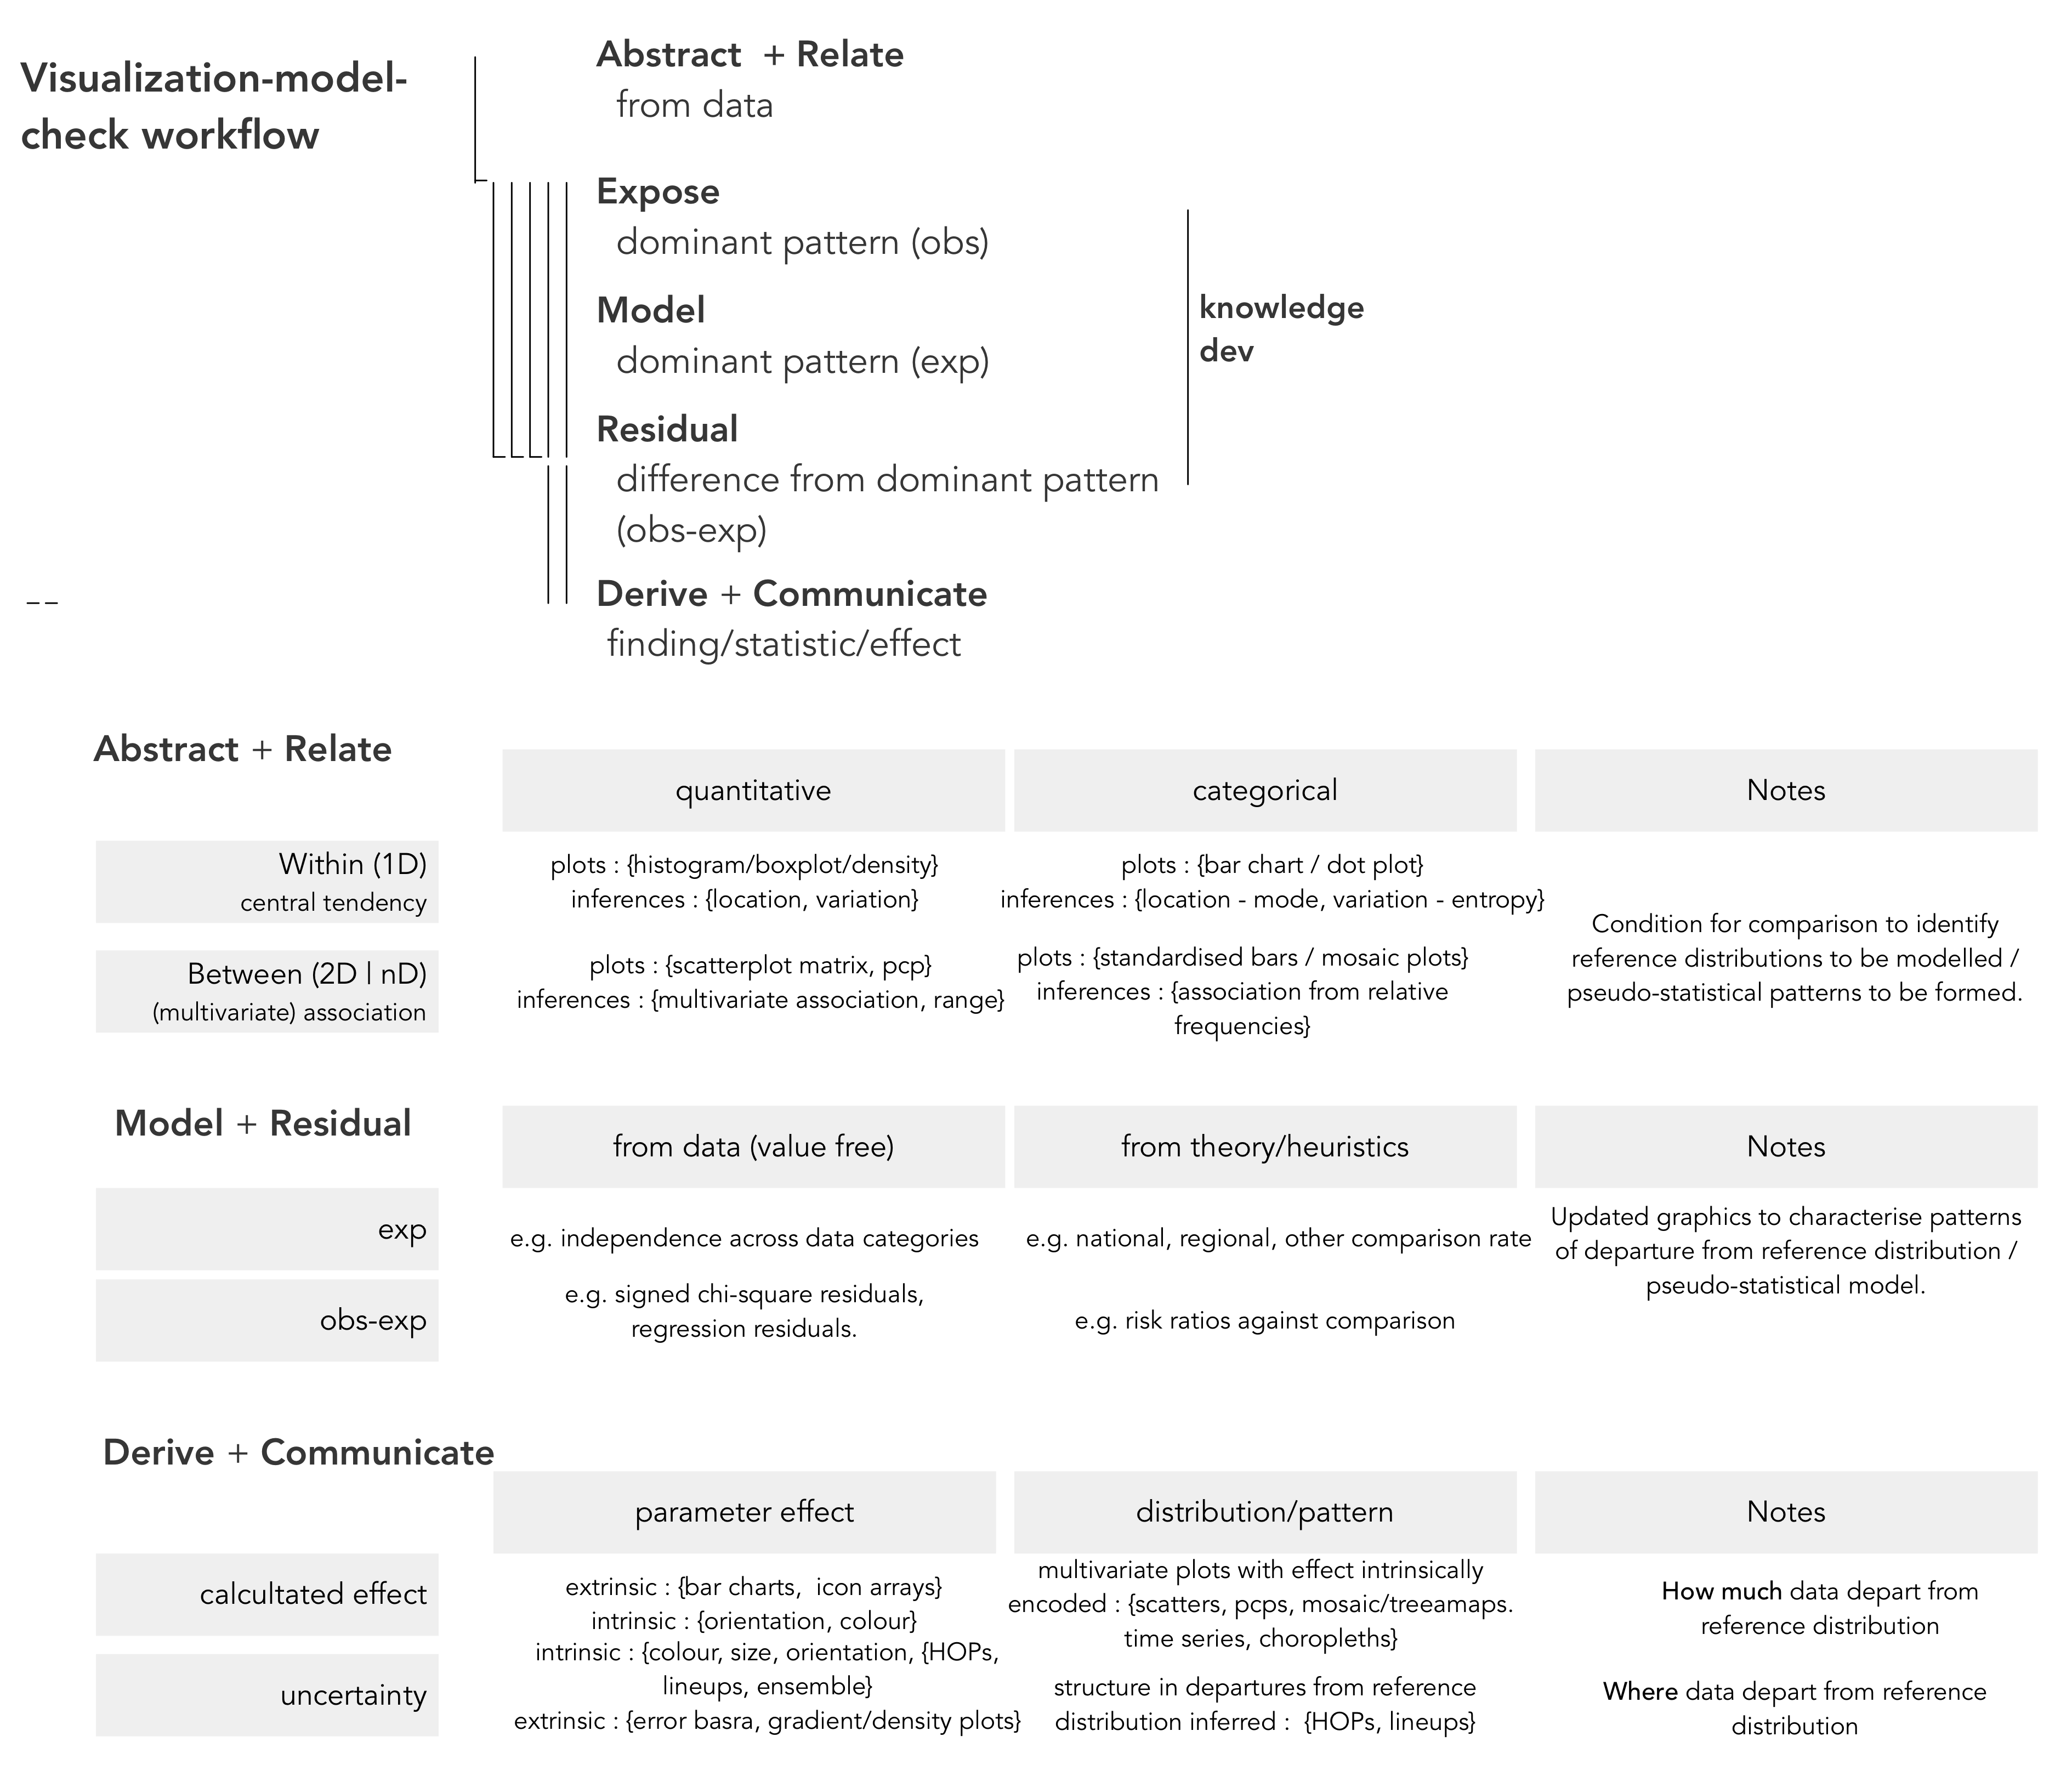 Visualization-model-
check workflow
Abstract + Relate
from data
Expose
dominant pattern (obs)
Model
dominant pattern (exp)
Residual
difference from dominant pattern
(obs-exp)
knowledge
dev
Derive + Communicate
finding/statistic/effect
Abstract + Relate
quantitative
categorical
Notes
Within (1D)
central tendency
plots : {histogram/boxplot/density}
inferences : {location, variation}
plots : {bar chart / dot plot}
inferences : {location - mode, variation - entropy}
Between (2D | nD)
(multivariate) association
plots : {scatterplot matrix, pcp}
inferences : {multivariate association, range}
plots : {standardised bars / mosaic plots}
inferences : {association from relative
frequencies}
Condition for comparison to identify
reference distributions to be modelled /
pseudo-statistical patterns to be formed.
Model + Residual
from data (value free)
from theory/heuristics
Notes
exp
e.g. independence across data categories
e.g. national, regional, other comparison rate
Updated graphics to characterise patterns
of departure from reference distribution /
pseudo-statistical model.
obs-exp
e.g. signed chi-square residuals,
regression residuals.
e.g. risk ratios against comparison
Derive + Communicate
parameter effect
distribution/pattern
Notes
calcultated effect
extrinsic : {bar charts, icon arrays}
intrinsic : {orientation, colour}
multivariate plots with effect intrinsically
encoded : {scatters, pcps, mosaic/treeamaps.
time series, choropleths}
How much data depart from
reference distribution
uncertainty
intrinsic : {colour, size, orientation, {HOPs,
lineups, ensemble}
extrinsic : {error basra, gradient/density plots}
structure in departures from reference
distribution inferred : {HOPs, lineups}
Where data depart from reference
distribution